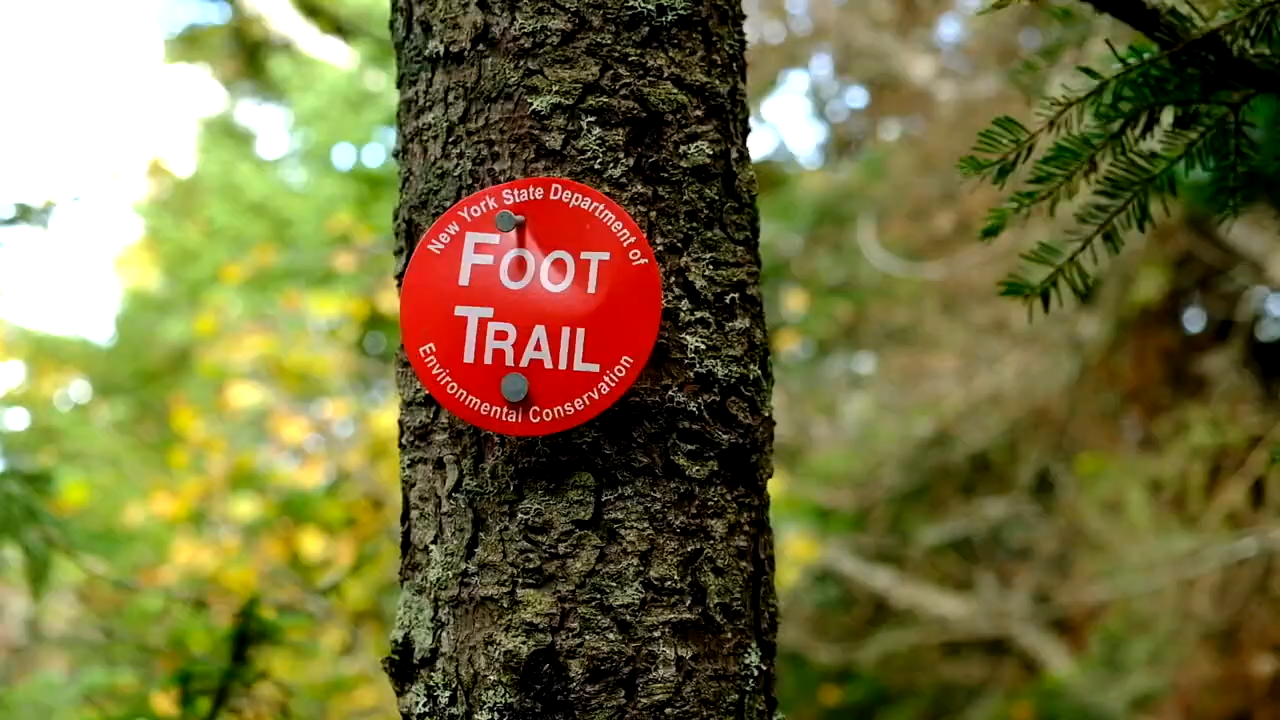 New York State Department of
FOOT
TRAIL
Environmental Conservation